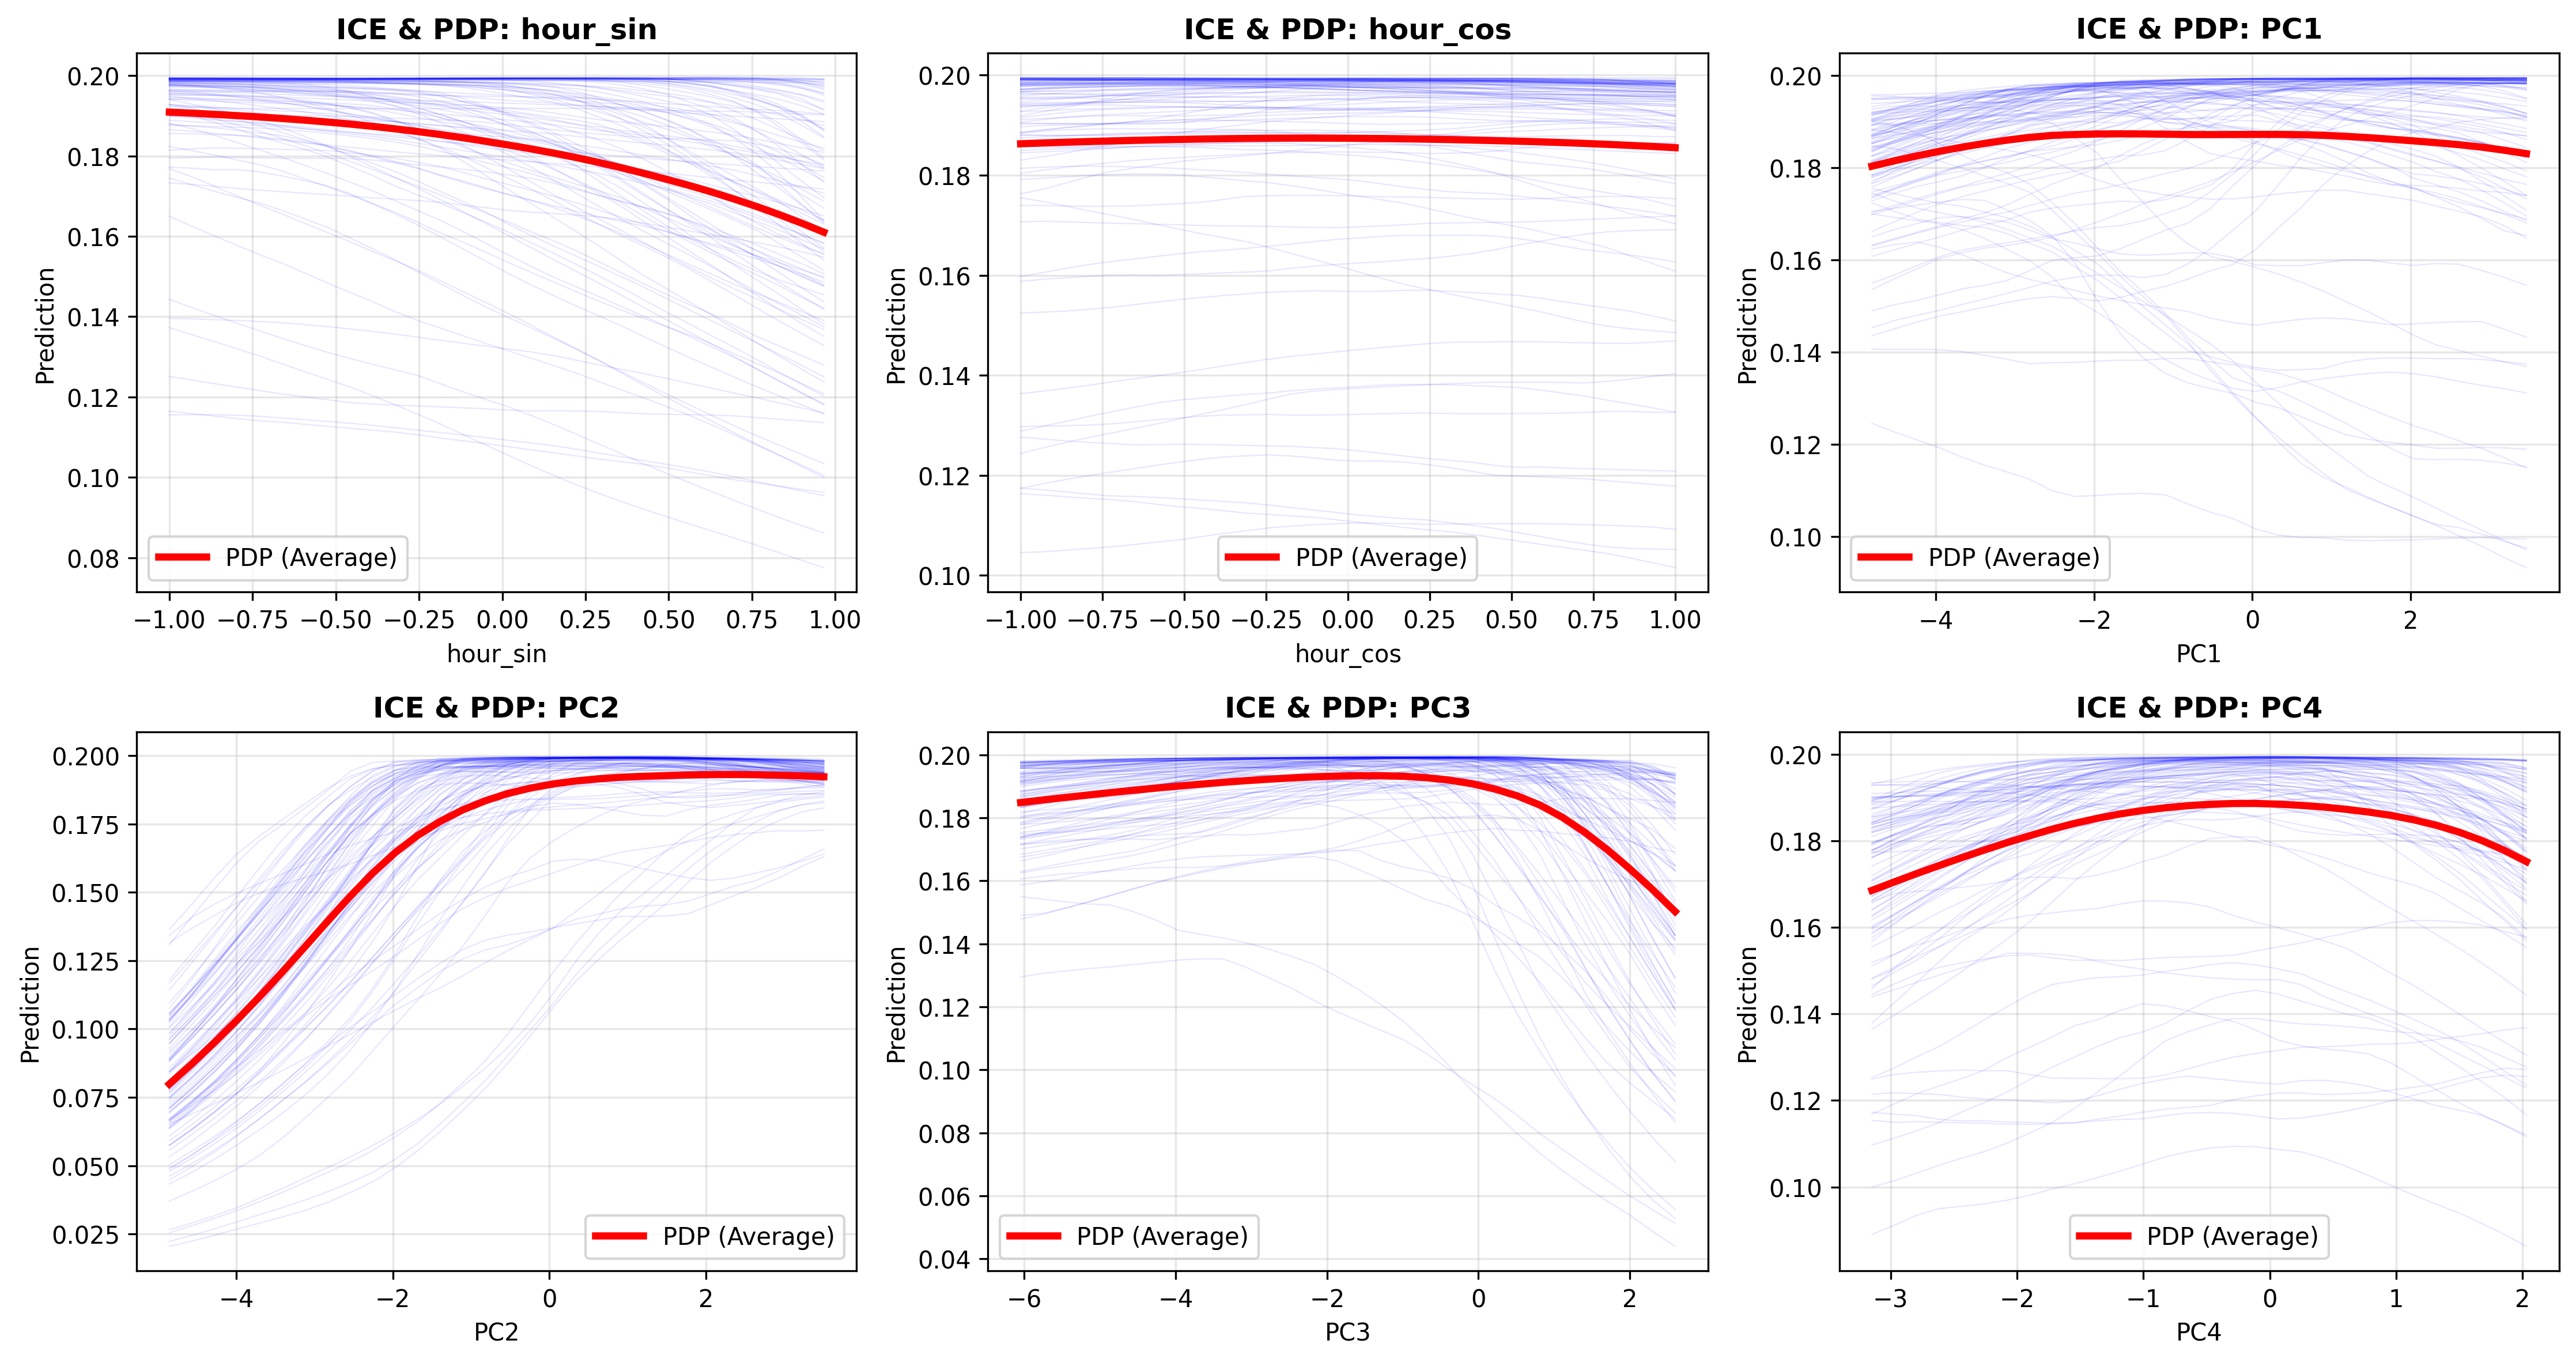 ICE & PDP: hour_sin
0.20
0.18
0.16
0.14
0.12
0.10
0.08
Prediction
PDP (Average)
−1.00 −0.75 −0.50 −0.25 0.00 0.25 0.50 0.75 1.00
hour_sin
ICE & PDP: hour_cos
0.20
0.18
0.16
0.14
0.12
0.10
Prediction
PDP (Average)
−1.00 −0.75 −0.50 −0.25 0.00 0.25 0.50 0.75 1.00
hour_cos
ICE & PDP: PC1
0.20
0.18
0.16
0.14
0.12
0.10
Prediction
PDP (Average)
−4 −2 0 2
PC1
ICE & PDP: PC2
0.200
0.175
0.150
0.125
0.100
0.075
0.050
0.025
Prediction
PDP (Average)
−4 −2 0 2
PC2
ICE & PDP: PC3
0.20
0.18
0.16
0.14
0.12
0.10
0.08
0.06
0.04
Prediction
PDP (Average)
−6 −4 −2 0 2
PC3
ICE & PDP: PC4
0.20
0.18
0.16
0.14
0.12
0.10
Prediction
PDP (Average)
−3 −2 −1 0 1 2
PC4